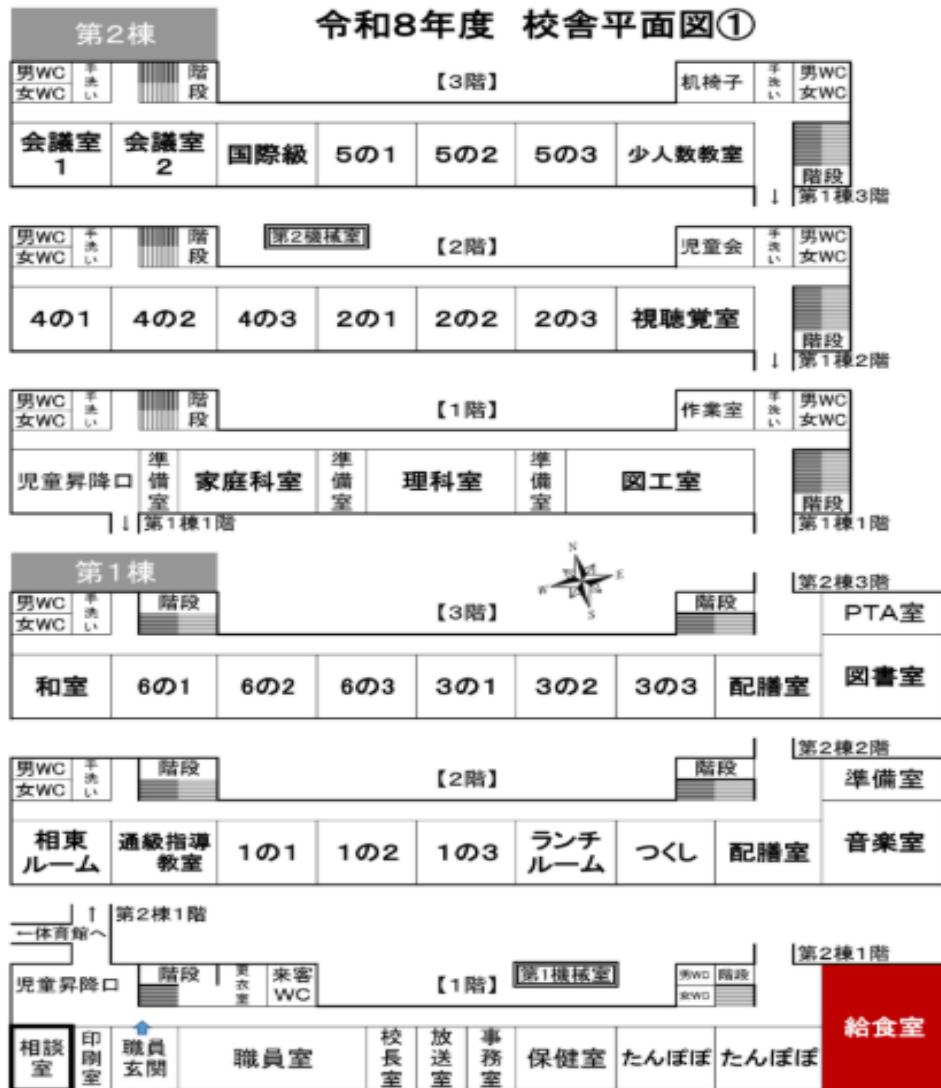 令和8年度 校舎平面図①
第2棟
男WC 手洗い 階段 【3階】 机椅子 手洗い 男WC
女WC 女WC
会議室1 会議室2 国際級 5の1 5の2 5の3 少人数教室 階段
↓ 第1棟3階
男WC 手洗い 階段 第2機械室 【2階】 児童会 手洗い 男WC
女WC 女WC
4の1 4の2 4の3 2の1 2の2 2の3 視聴覚室 階段
↓ 第1棟2階
男WC 手洗い 階段 【1階】 作業室 手洗い 男WC
女WC 女WC
児童昇降口 準備室 家庭科室 準備室 理科室 準備室 図工室 階段
↓ 第1棟1階 第1棟1階
第1棟
N
W E
S
第2棟3階
男WC 手洗い 階段 【3階】 階段 PTA室
女WC
和室 6の1 6の2 6の3 3の1 3の2 3の3 配膳室 図書室
第2棟2階
男WC 手洗い 階段 【2階】 階段 準備室
女WC
相東ルーム 通級指導教室 1の1 1の2 1の3 ランチルーム つくし 配膳室 音楽室
↑ 第2棟1階
←体育館へ
第2棟1階
児童昇降口 階段 更衣室 来客WC 【1階】 第1機械室 男WC 階段
女WC
給食室
相談室 印刷室 職員玄関 職員室 校長室 放送室 事務室 保健室 たんぽぽ たんぽぽ